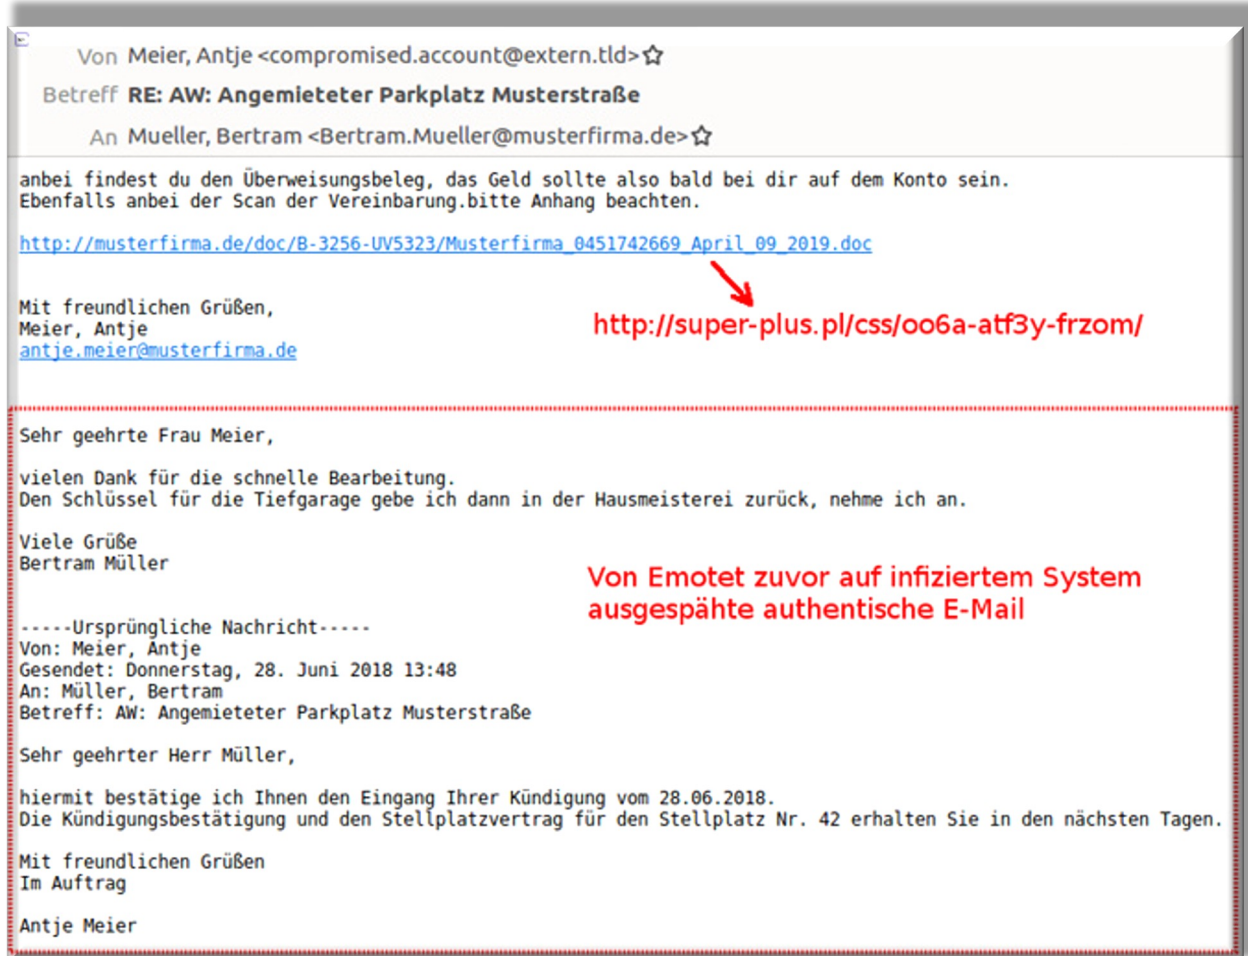 Von Meier, Antje <compromised.account@extern.tld>
Betreff RE: AW: Angemieteter Parkplatz Musterstraße
An Mueller, Bertram <Bertram.Mueller@musterfirma.de>
anbei findest du den Überweisungsbeleg, das Geld sollte also bald bei dir auf dem Konto sein.
Ebenfalls anbei der Scan der Vereinbarung.bitte Anhang beachten.
http://musterfirma.de/doc/B-3256-UV5323/Musterfirma_0451742669_April_09_2019.doc
Mit freundlichen Grüßen,
http://super-plus.pl/css/oo6a-atf3y-frzom/
Meier, Antje
antje.meier@musterfirma.de
Sehr geehrte Frau Meier,
vielen Dank für die schnelle Bearbeitung.
Den Schlüssel für die Tiefgarage gebe ich dann in der Hausmeisterei zurück, nehme ich an.
Viele Grüße
Bertram Müller
Von Emotet zuvor auf infiziertem System
ausgespähte authentische E-Mail
-----Ursprüngliche Nachricht-----
Von: Meier, Antje
Gesendet: Donnerstag, 28. Juni 2018 13:48
An: Müller, Bertram
Betreff: AW: Angemieteter Parkplatz Musterstraße
Sehr geehrter Herr Müller,
hiermit bestätige ich Ihnen den Eingang Ihrer Kündigung vom 28.06.2018.
Die Kündigungsbestätigung und den Stellplatzvertrag für den Stellplatz Nr. 42 erhalten Sie in den nächsten Tagen.
Mit freundlichen Grüßen
Im Auftrag
Antje Meier